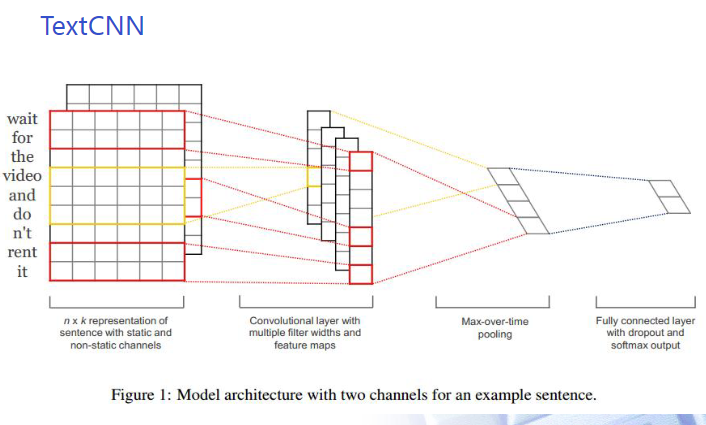 TextCNN
wait
for
the
video
and
do
n't
rent
it
n x k representation of
sentence with static and
non-static channels
Convolutional layer with
multiple filter widths and
feature maps
Max-over-time
pooling
Fully connected layer
with dropout and
softmax output
Figure 1: Model architecture with two channels for an example sentence.